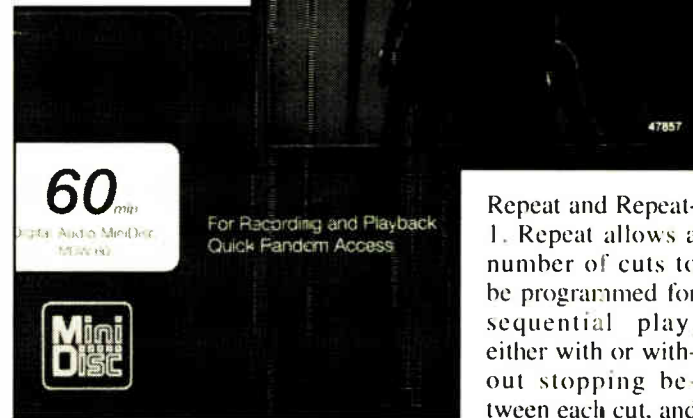 47857
60 min
Digital Audio MiniDisc
MDW-60
For Recording and Playback
Quick Random Access
Mini
Disc
Repeat and Repeat-
1. Repeat allows a
number of cuts to
be programmed for
sequential play
either with or with-
out stopping be-
tween each cut, and